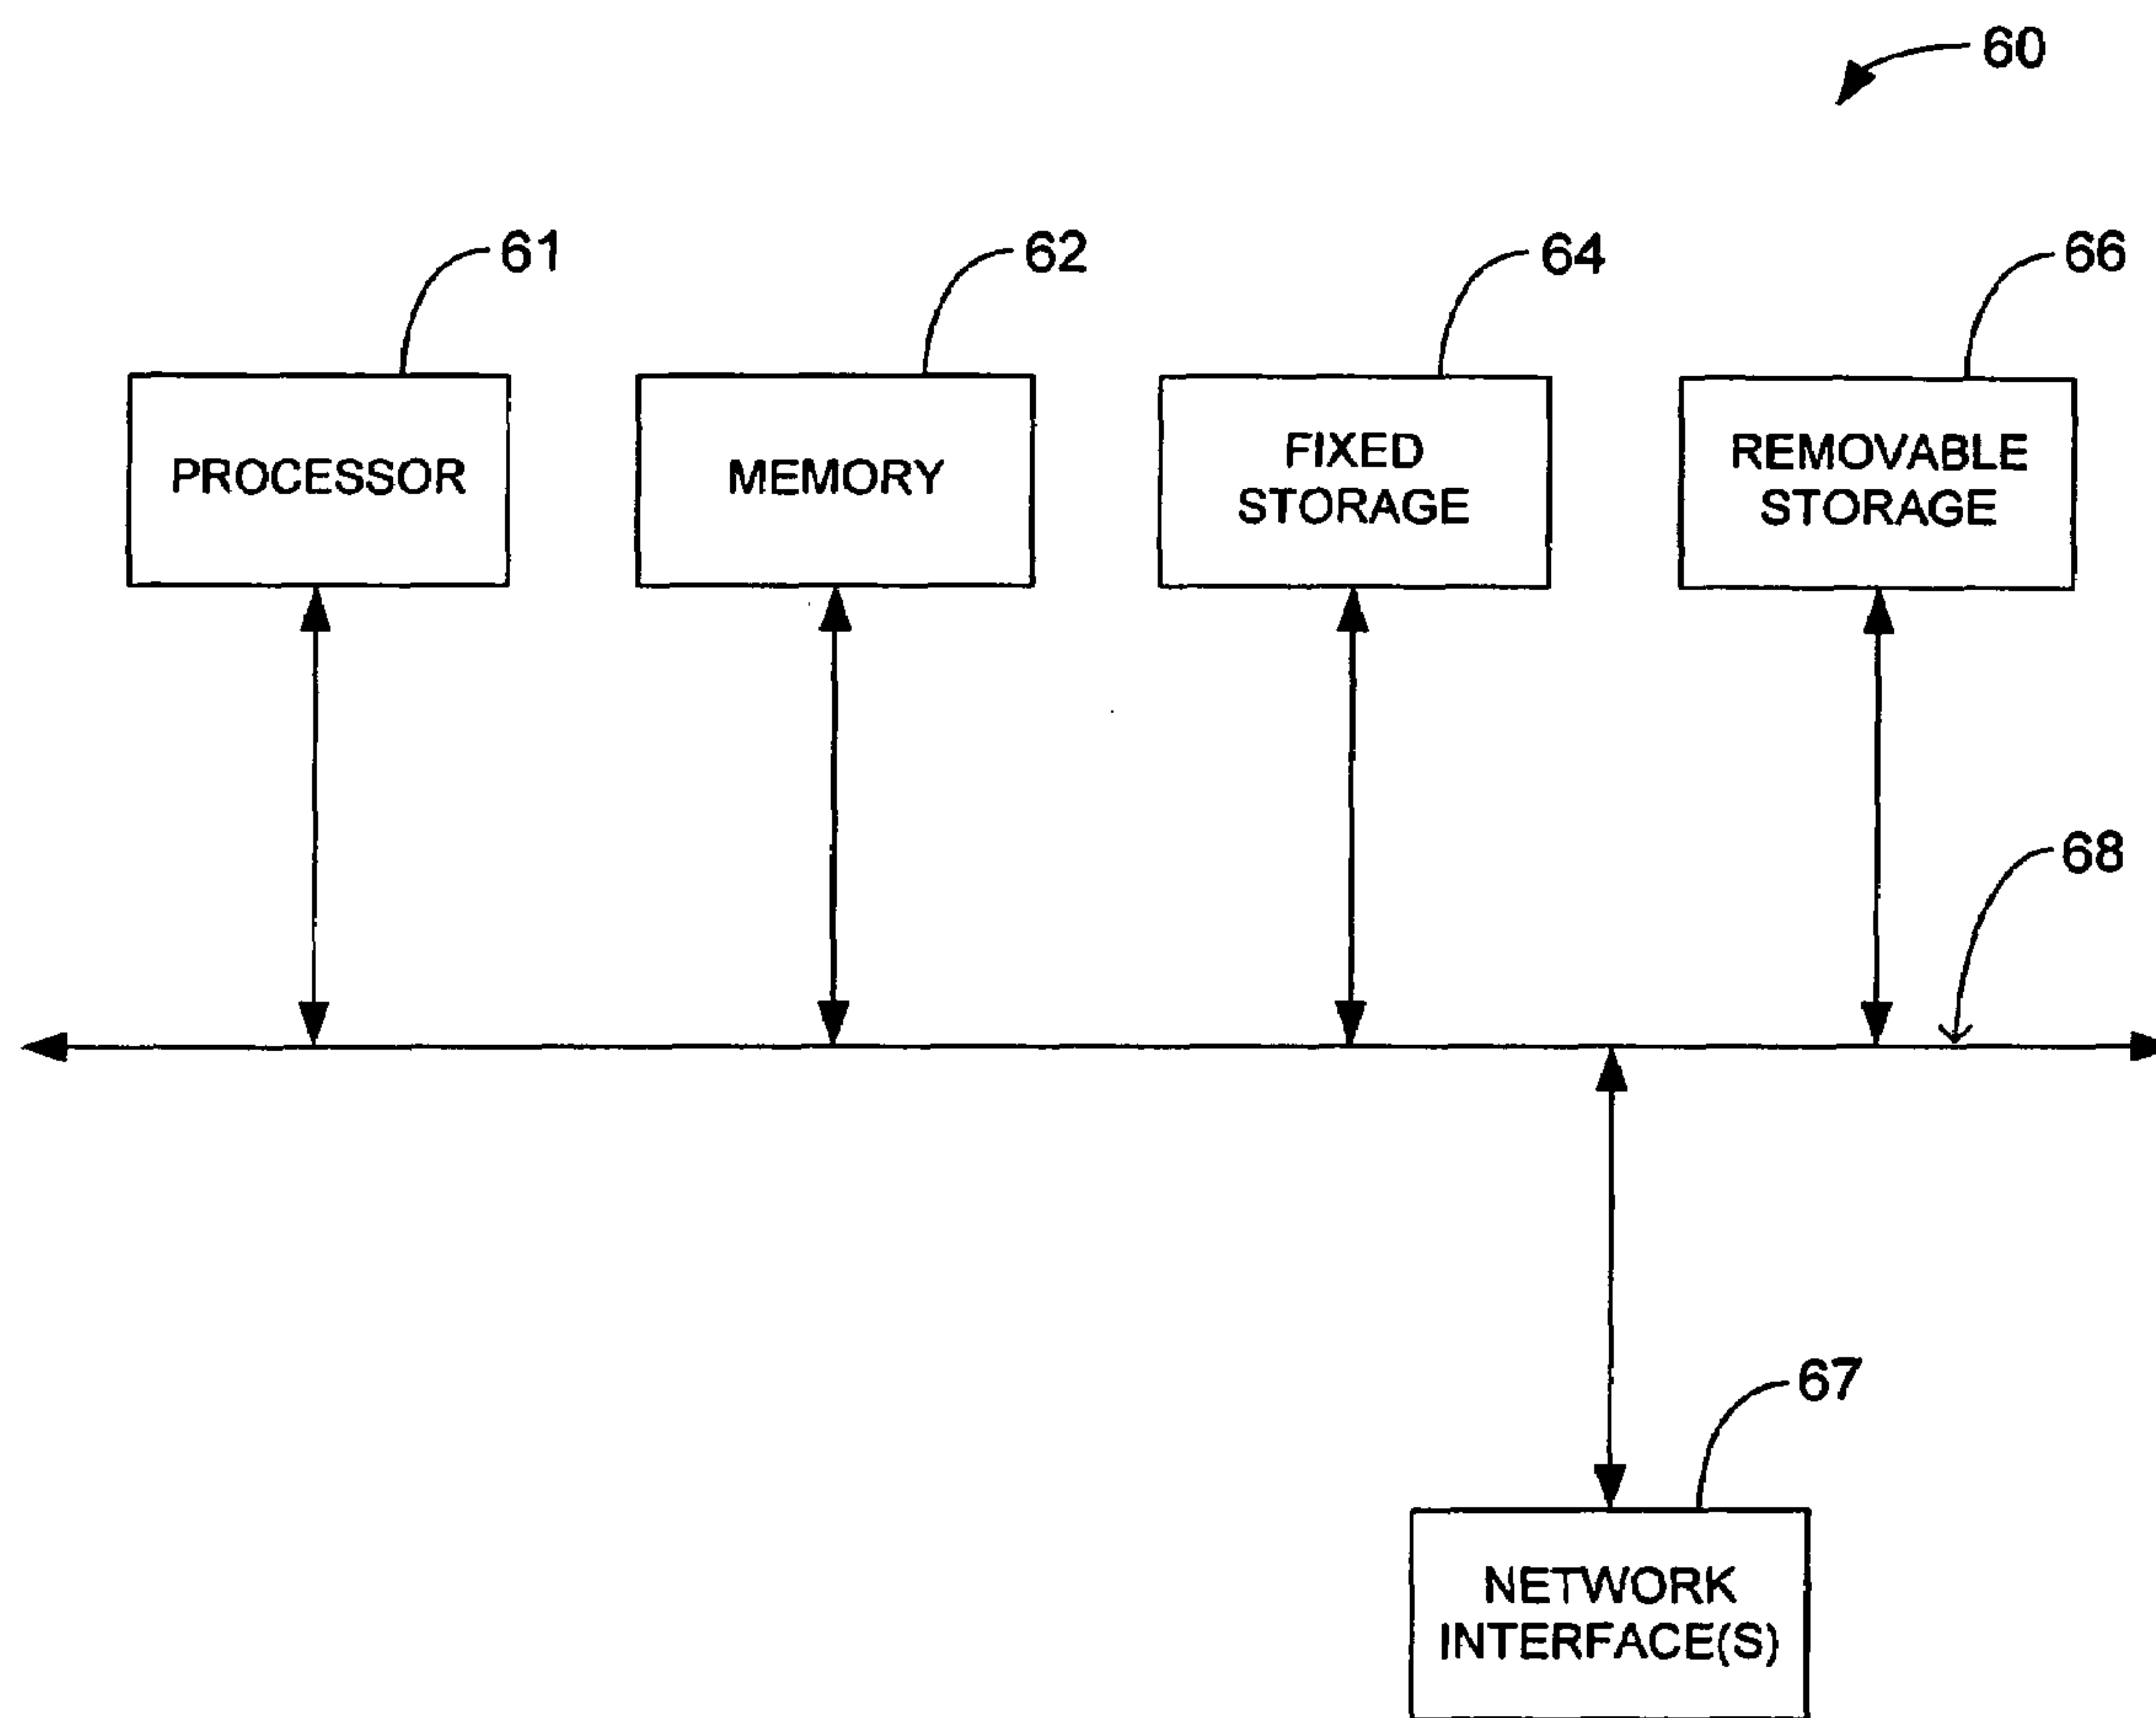 60
61
62
64
66
PROCESSOR
MEMORY
FIXED
STORAGE
REMOVABLE
STORAGE
68
67
NETWORK
INTERFACE(S)